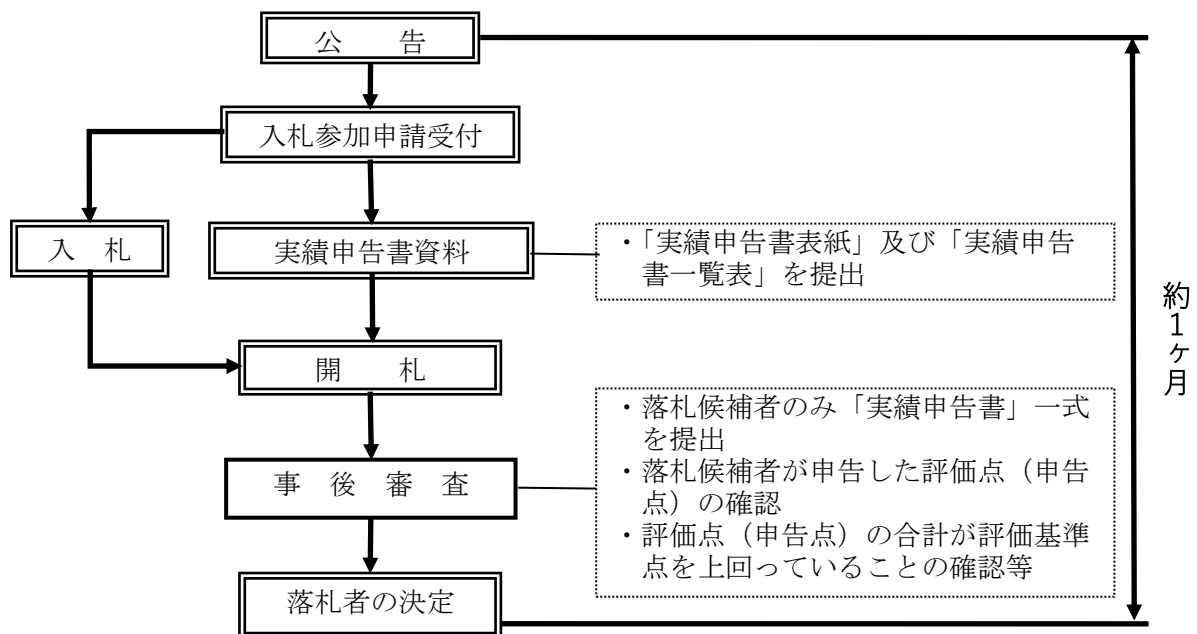 公　　告
入札参加申請受付
入　札
実績申告書資料
・「実績申告書表紙」及び「実績申告
書一覧表」を提出
開　　札
事　後　審　査
・落札候補者のみ「実績申告書」一式
を提出
・落札候補者が申告した評価点（申告
点）の確認
・評価点（申告点）の合計が評価基準
点を上回っていることの確認等
落札者の決定
約1ヶ月